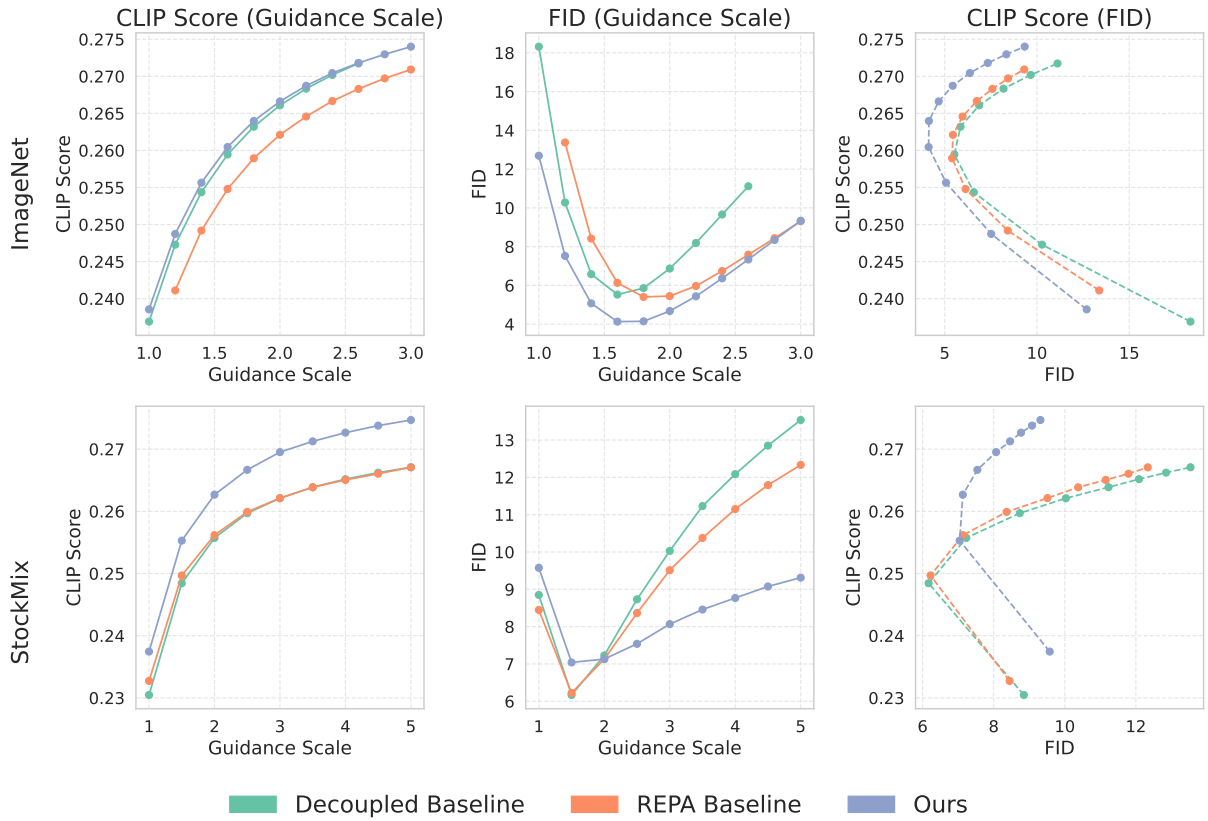 CLIP Score (Guidance Scale)
FID (Guidance Scale)
CLIP Score (FID)
ImageNet
CLIP Score
0.275
0.270
0.265
0.260
0.255
0.250
0.245
0.240
1.0 1.5 2.0 2.5 3.0
Guidance Scale
FID
18
16
14
12
10
8
6
4
1.0 1.5 2.0 2.5 3.0
Guidance Scale
CLIP Score
0.275
0.270
0.265
0.260
0.255
0.250
0.245
0.240
5 10 15
FID
StockMix
CLIP Score
0.27
0.26
0.25
0.24
0.23
1 2 3 4 5
Guidance Scale
FID
13
12
11
10
9
8
7
6
1 2 3 4 5
Guidance Scale
CLIP Score
0.27
0.26
0.25
0.24
0.23
6 8 10 12
FID
Decoupled Baseline REPA Baseline Ours